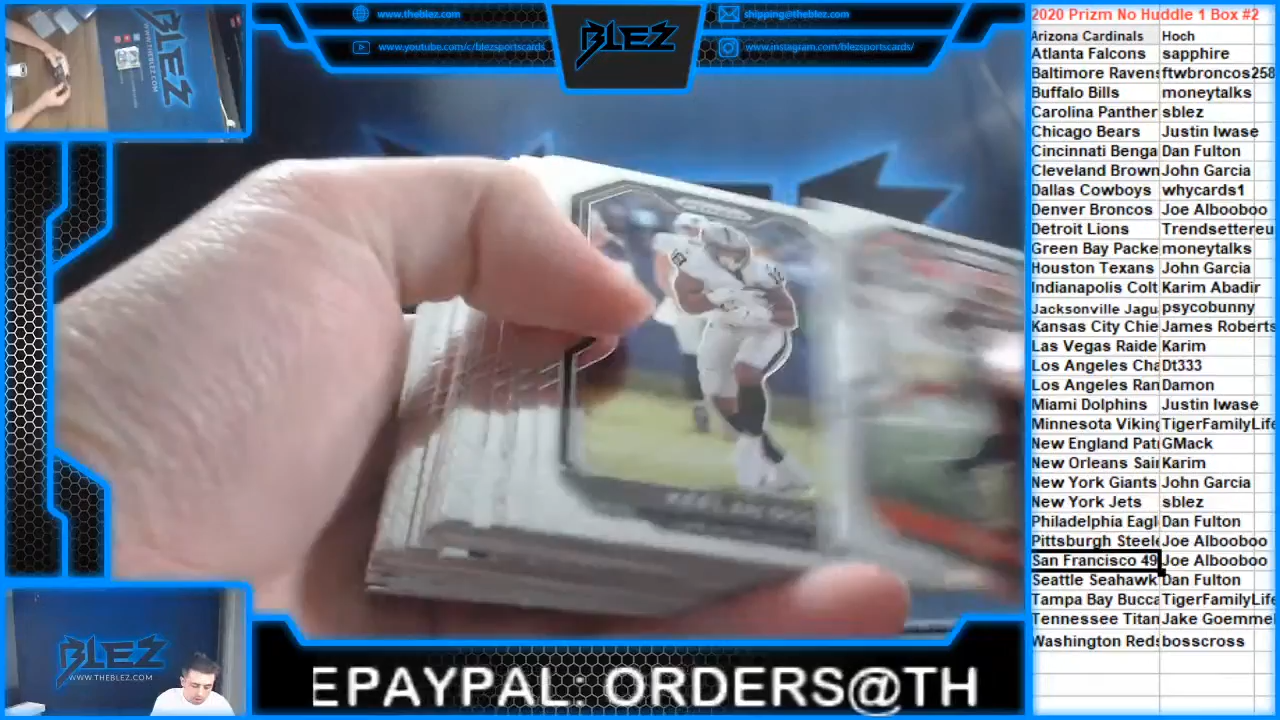 www.theblez.com
www.youtube.com/c/blezsportscards
BLEZ
shipping@theblez.com
www.instagram.com/blezsportscards/
2020 Prizm No Huddle 1 Box #2
Arizona Cardinals Hoch
Atlanta Falcons sapphire
Baltimore Ravens ftwbroncos258
Buffalo Bills moneytalks
Carolina Panther sblez
Chicago Bears Justin Iwase
Cincinnati Benga Dan Fulton
Cleveland Brown John Garcia
Dallas Cowboys whycards1
Denver Broncos Joe Albooboo
Detroit Lions Trendsettereu
Green Bay Packe moneytalks
Houston Texans John Garcia
Indianapolis Colt Karim Abadir
Jacksonville Jagu psycobunny
Kansas City Chie James Roberts
Las Vegas Raide Karim
Los Angeles Cha Dt333
Los Angeles Ran Damon
Miami Dolphins Justin Iwase
Minnesota Viking TigerFamilyLife
New England Patr GMack
New Orleans Sain Karim
New York Giants John Garcia
New York Jets sblez
Philadelphia Eagl Dan Fulton
Pittsburgh Steele Joe Albooboo
San Francisco 49 Joe Albooboo
Seattle Seahawk Dan Fulton
Tampa Bay Bucca TigerFamilyLife
Tennessee Titan Jake Goemme
Washington Reds bosscross
BLEZ
WWW.THEBLEZ.COM
BLEZ
WWW.THEBLEZ.COM
EPAYPAL: ORDERS@TH